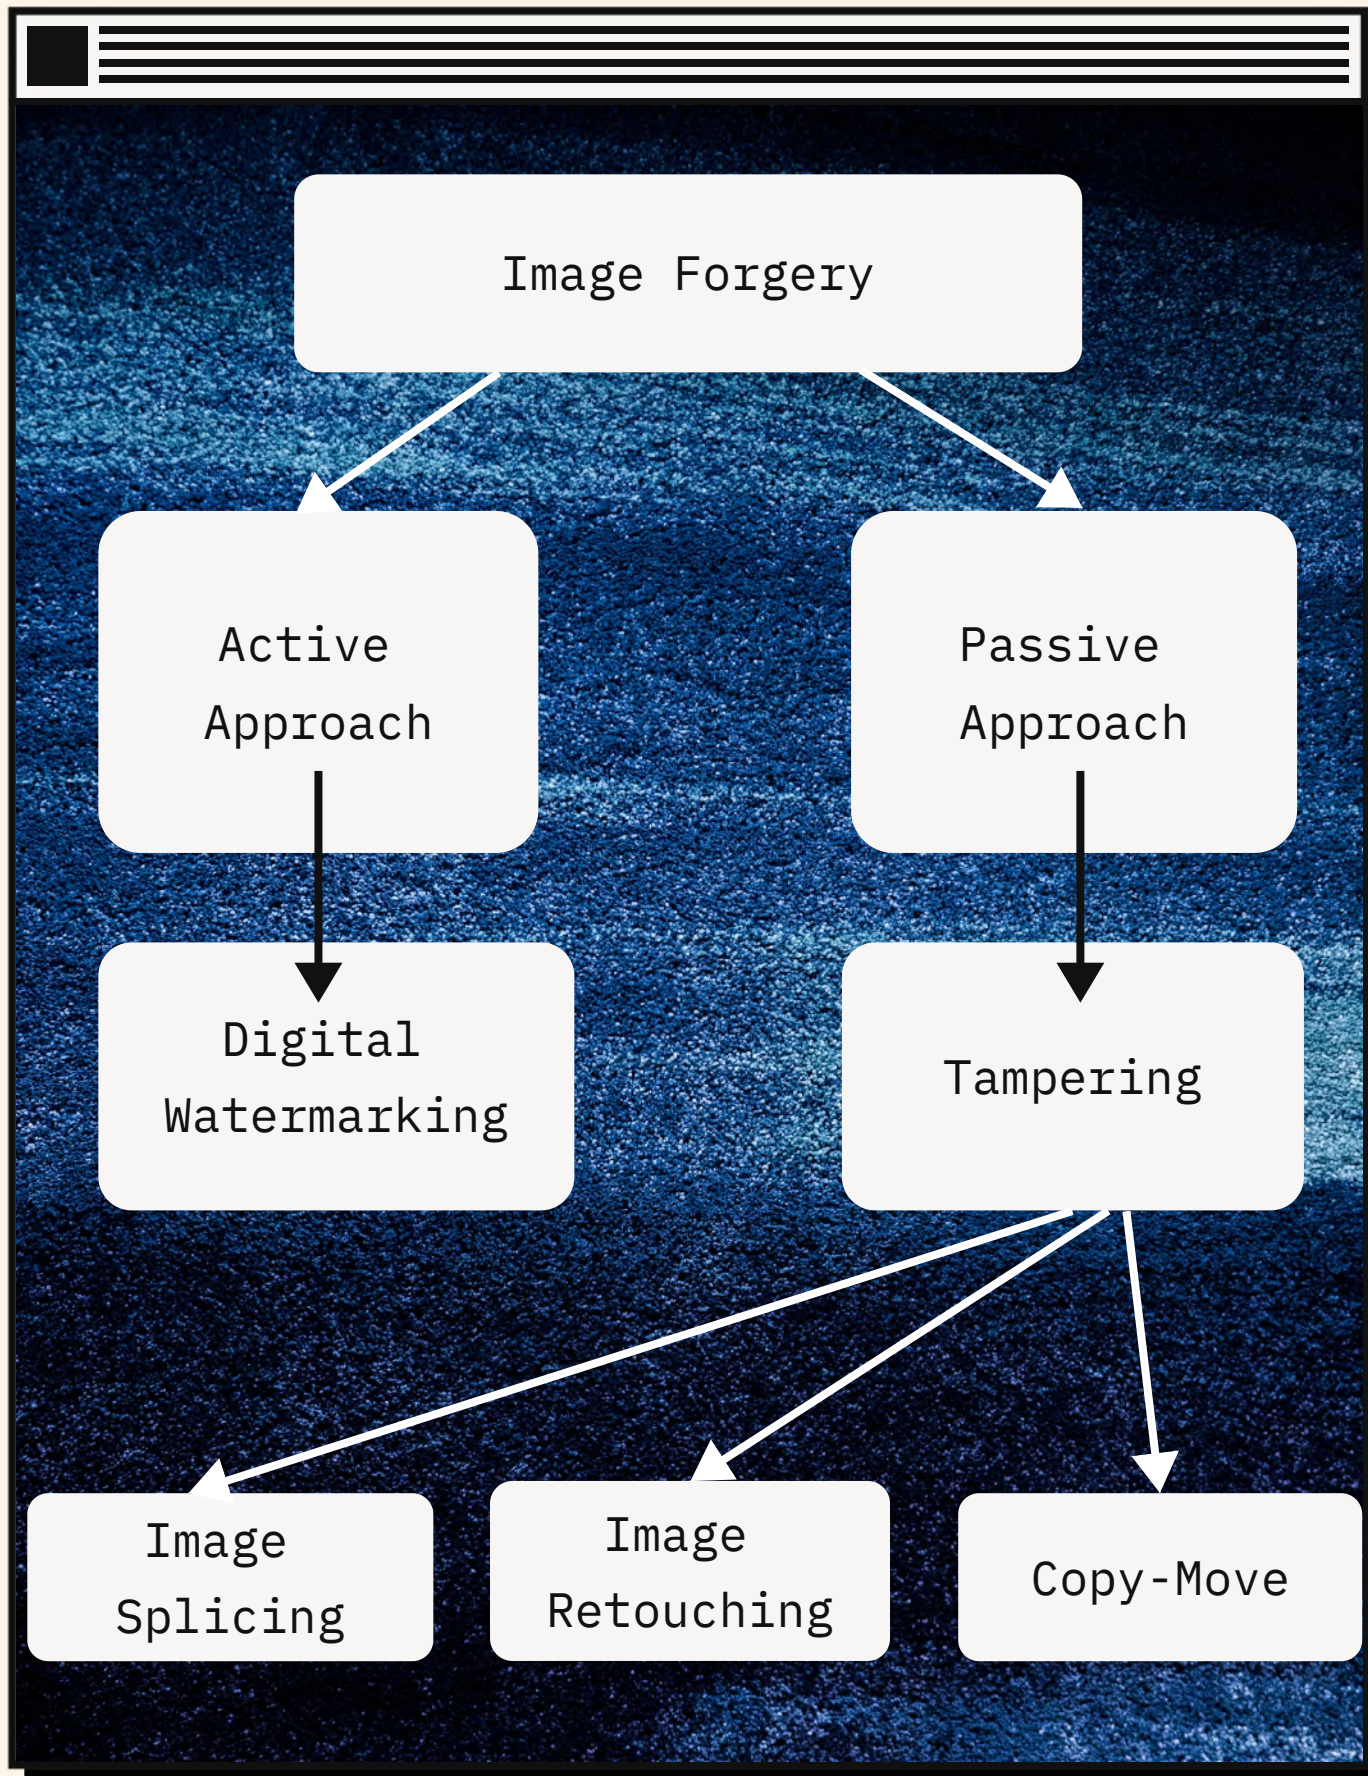 Image Forgery
Active
Approach
Passive
Approach
Digital
Watermarking
Tampering
Image
Splicing
Image
Retouching
Copy-Move